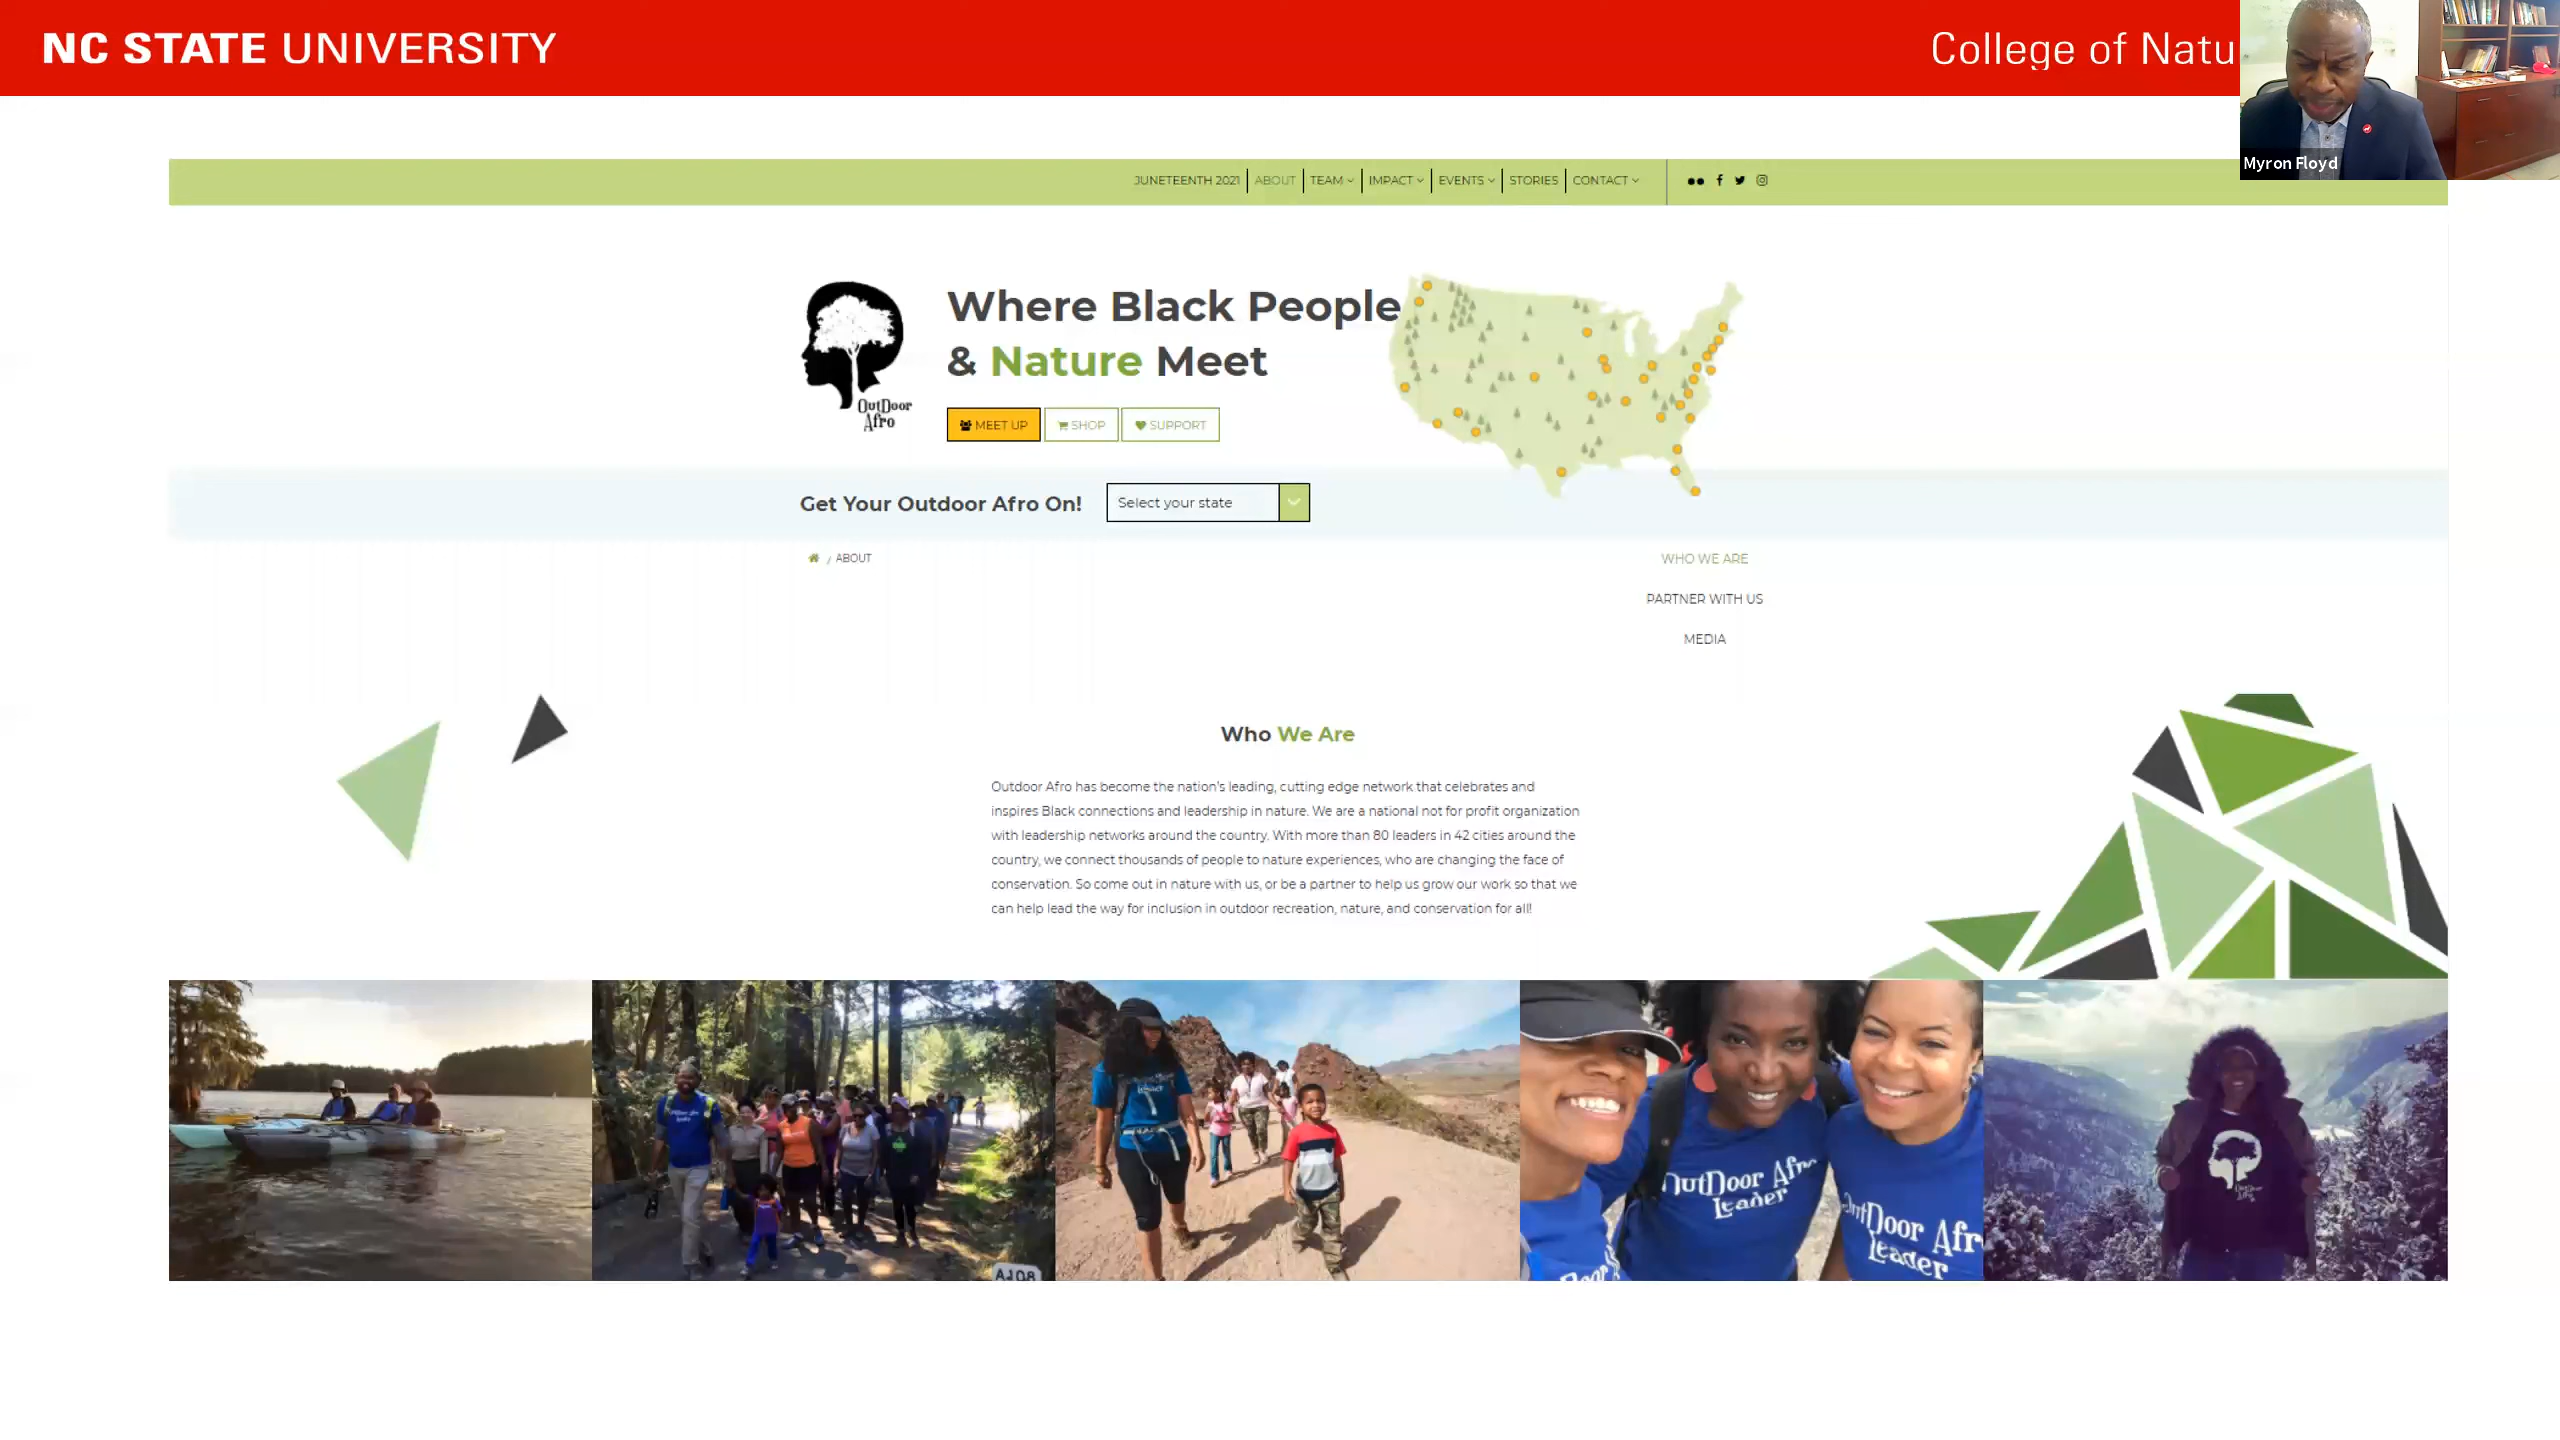 NC STATE UNIVERSITY
College of Natu
Myron Floyd
JUNETEENTH 2021 ABOUT TEAM IMPACT EVENTS STORIES CONTACT
Where Black People
& Nature Meet
OutDoor
Afro
MEET UP SHOP SUPPORT
Get Your Outdoor Afro On! Select your state
/ ABOUT
WHO WE ARE
PARTNER WITH US
MEDIA
Who We Are
Outdoor Afro has become the nation's leading, cutting edge network that celebrates and
inspires Black connections and leadership in nature. We are a national not for profit organization
with leadership networks around the country. With more than 80 leaders in 42 cities around the
country, we connect thousands of people to nature experiences, who are changing the face of
conservation. So come out in nature with us, or be a partner to help us grow our work so that we
can help lead the way for inclusion in outdoor recreation, nature, and conservation for all!
OutDoor Afro
Leader
OutDoor Afr
Leader